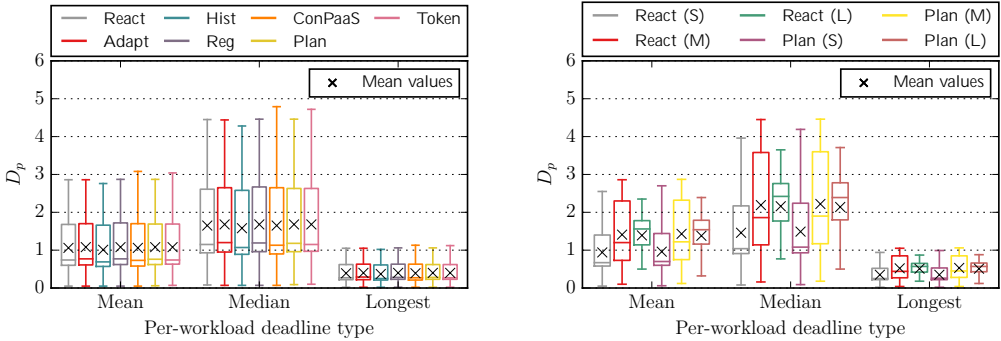 React Hist ConPaaS Token
Adapt Reg Plan
Mean values
6
5
4
3
2
1
0
D_p
Mean Median Longest
Per-workload deadline type
React (S) React (L) Plan (M)
React (M) Plan (S) Plan (L)
Mean values
6
5
4
3
2
1
0
D_p
Mean Median Longest
Per-workload deadline type